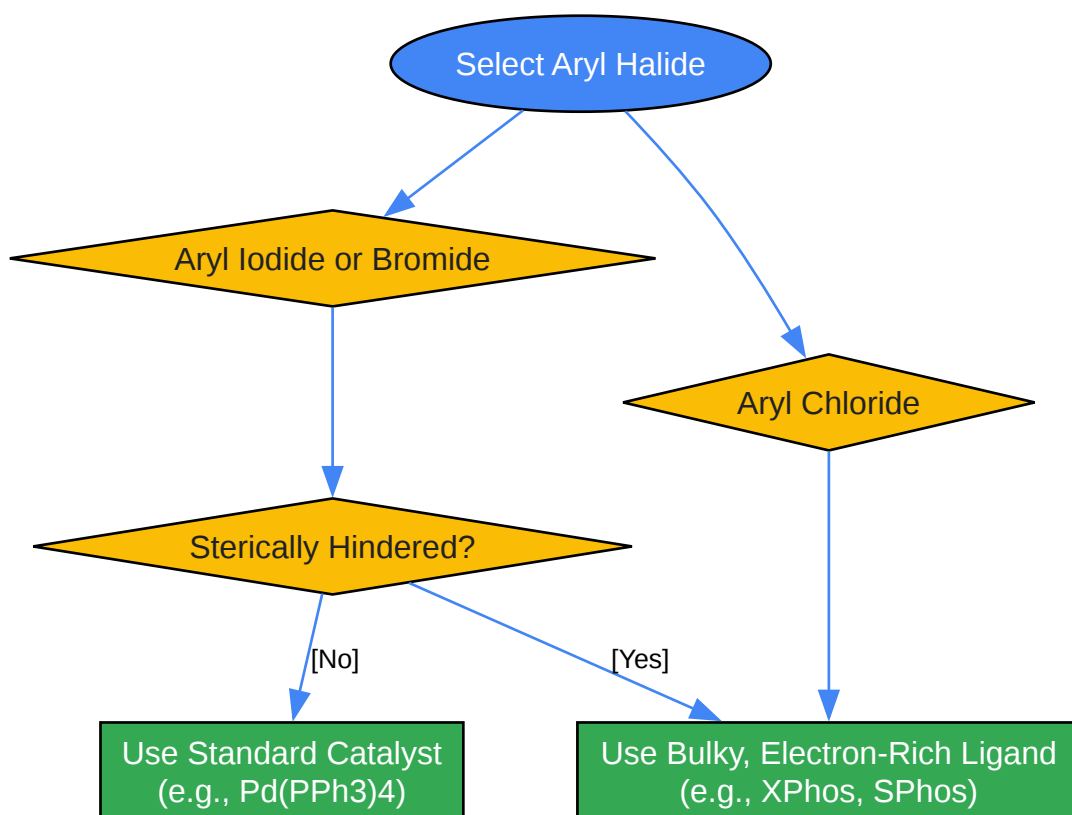 Select Aryl Halide
Aryl Iodide or Bromide
Aryl Chloride
Sterically Hindered?
[No]
[Yes]
Use Standard Catalyst
(e.g., Pd(PPh3)4)
Use Bulky, Electron-Rich Ligand
(e.g., XPhos, SPhos)